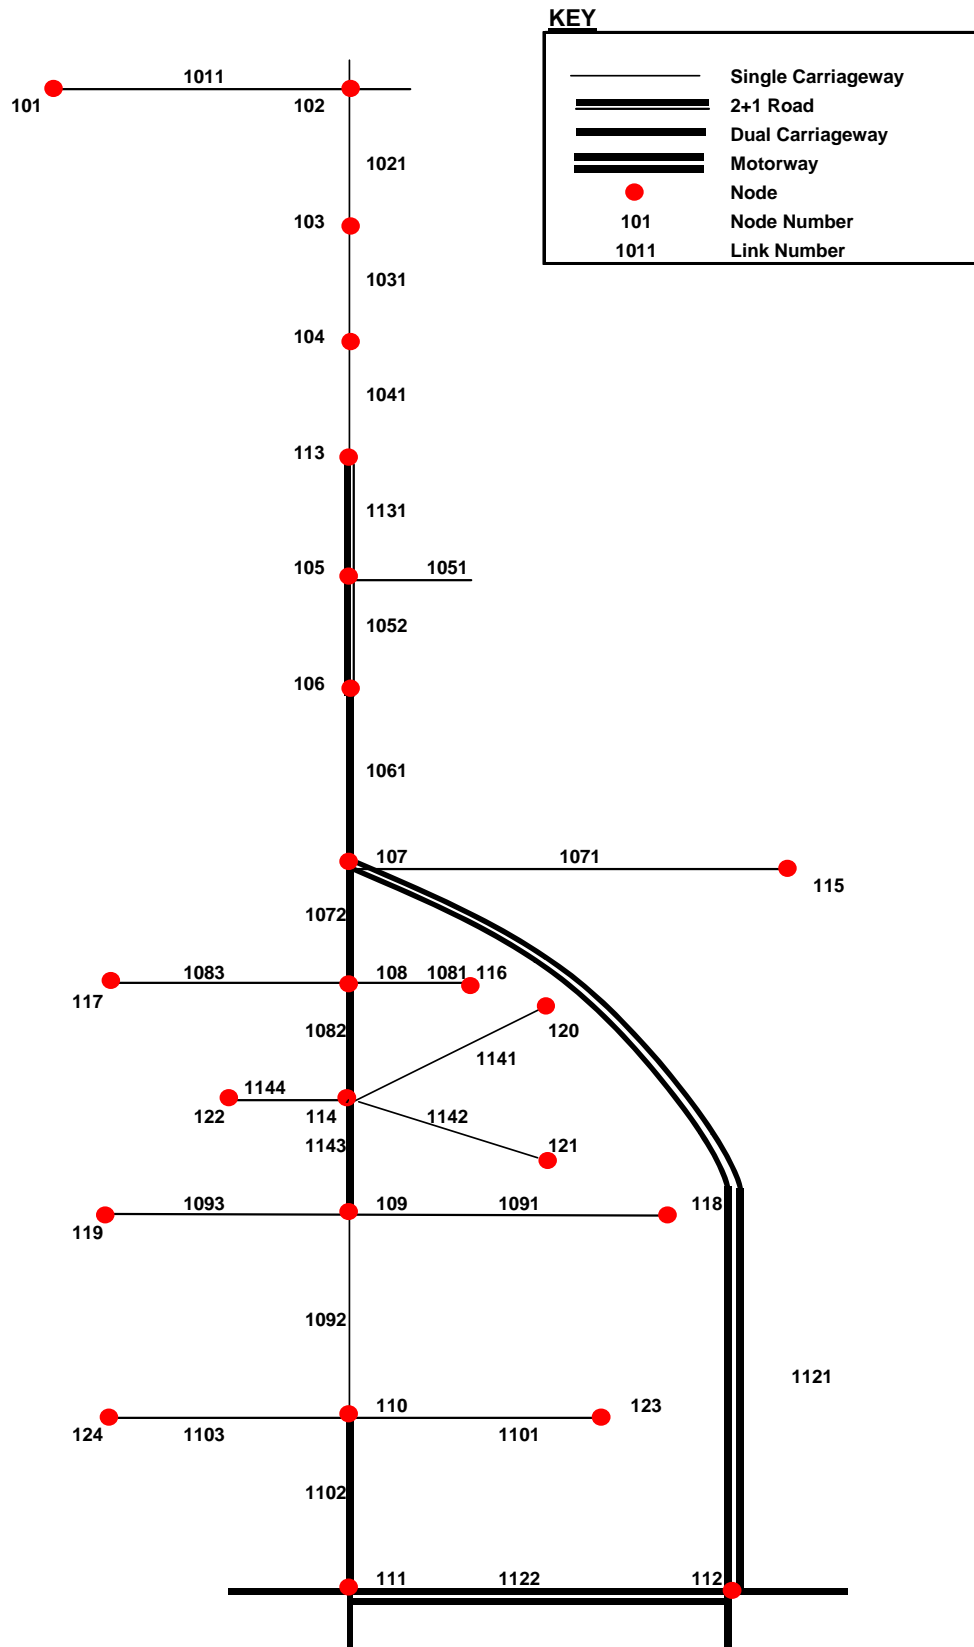 KEY
Single Carriageway
2+1 Road
Dual Carriageway
Motorway
Node
101 Node Number
1011 Link Number
1011
101 102
1021
103
1031
104
1041
113
1131
105 1051
1052
106
1061
107 1071
115
1072
1083 108 1081 116
117
1082 120
1141
1144
122 114 1142
1143 121
1093 109 1091 118
119
1092
1121
110 123
124 1103 1101
1102
111 1122 112